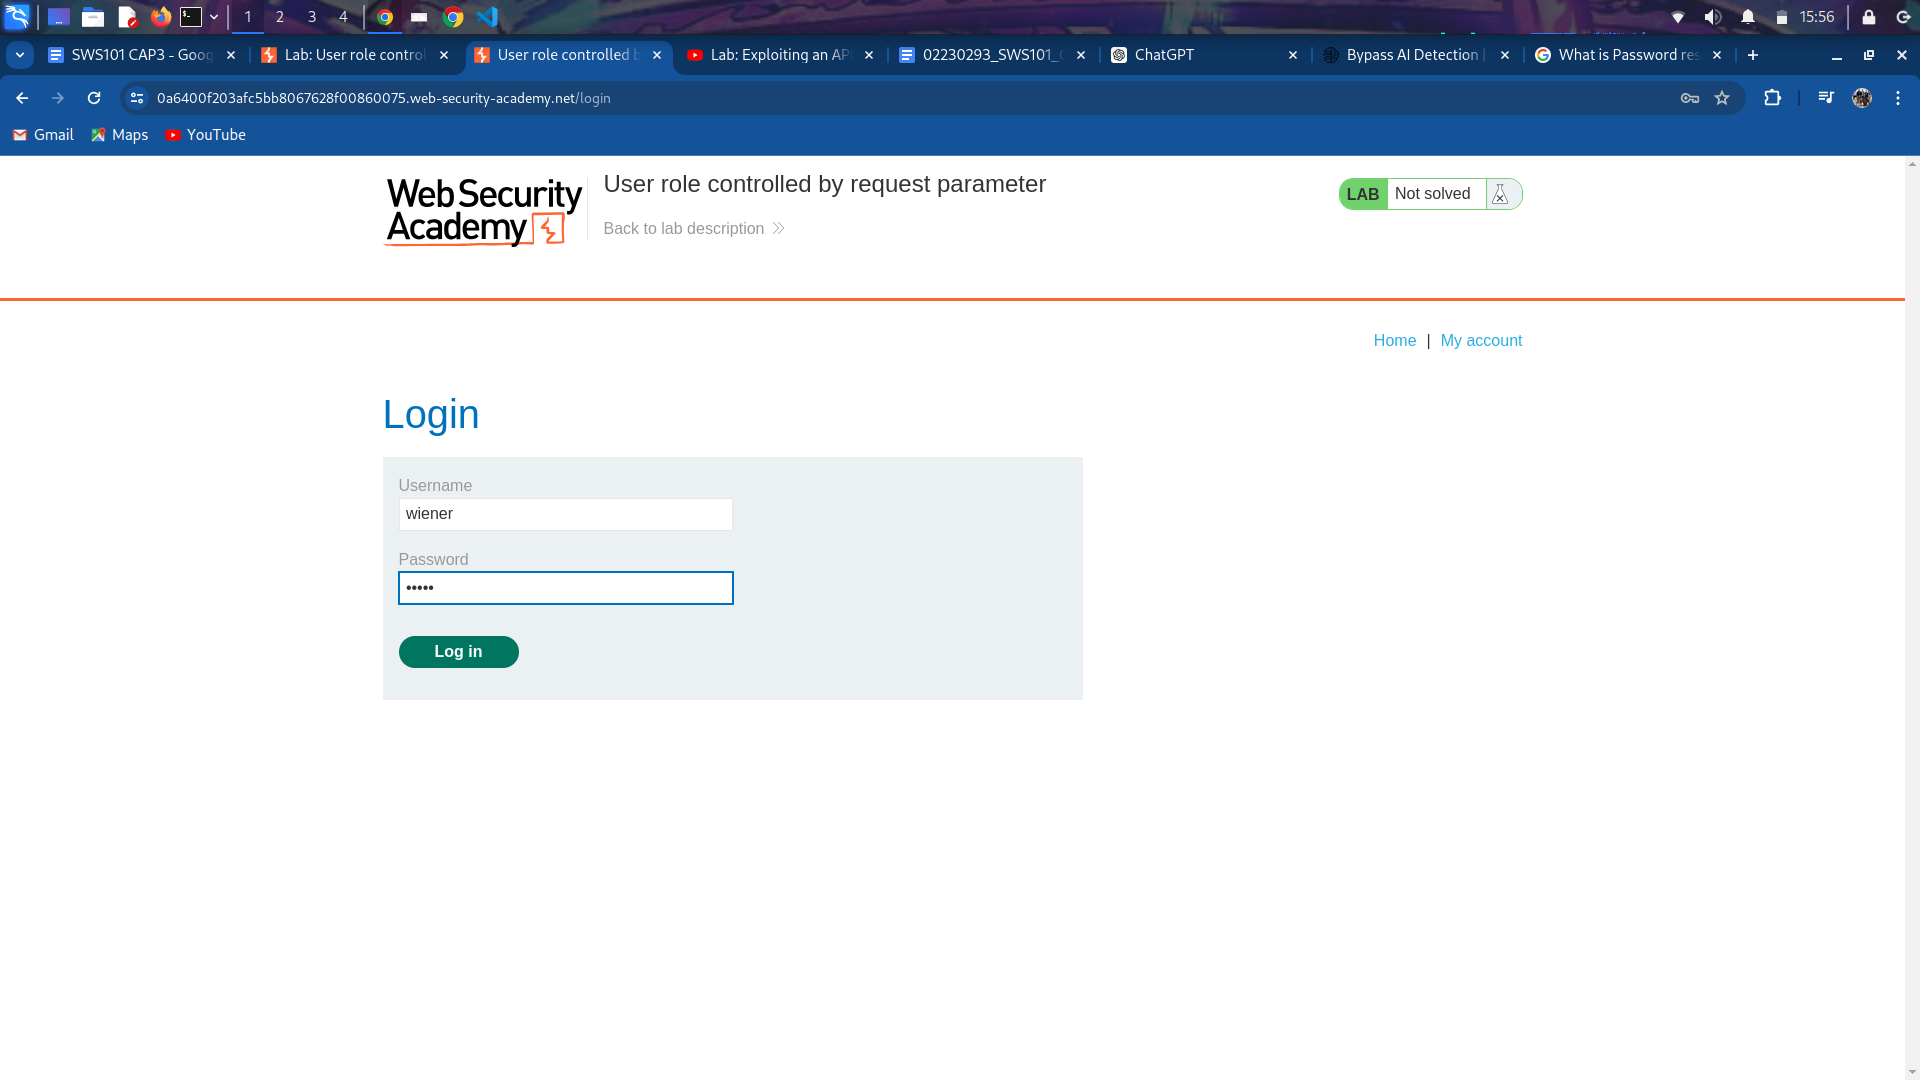 1 2 3 4 15:56
SWS101 CAP3 - Goog
Lab: User role control
User role controlled b
Lab: Exploiting an AP
02230293_SWS101_C
ChatGPT
Bypass AI Detection
What is Password res
0a6400f203afc5bb8067628f00860075.web-security-academy.net/login
Gmail Maps YouTube
Web Security
Academy
User role controlled by request parameter
Back to lab description
LAB Not solved
Home | My account
Login
Username
wiener
Password
•••••
Log in